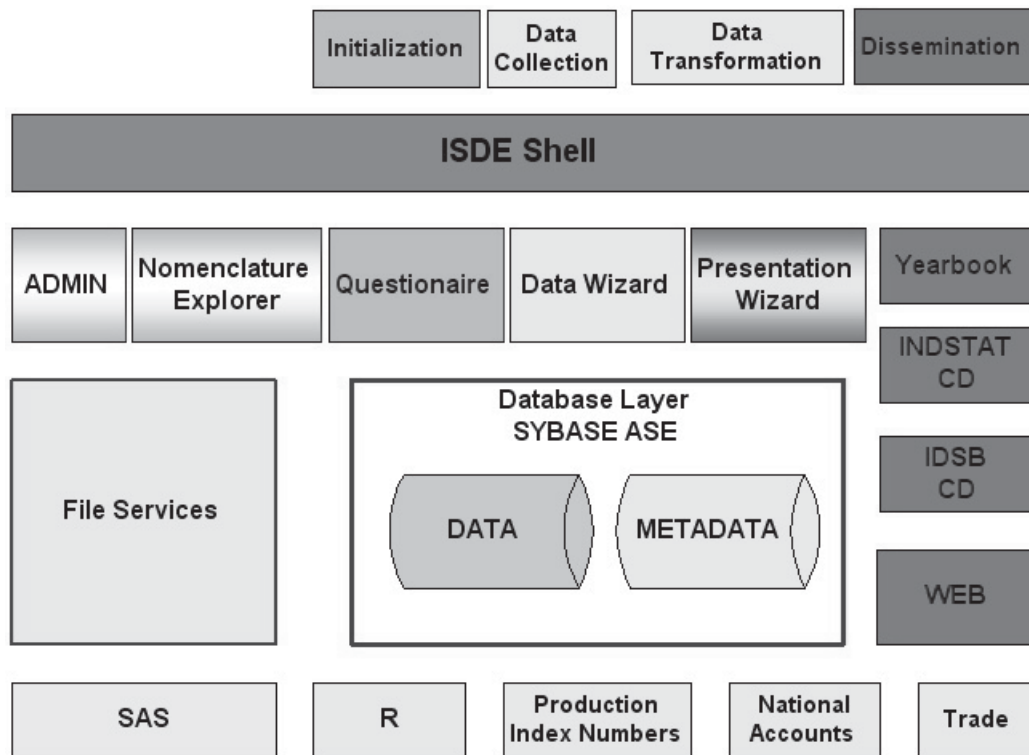 Initialization
Data
Collection
Data
Transformation
Dissemination
ISDE Shell
ADMIN
Nomenclature
Explorer
Questionaire
Data Wizard
Presentation
Wizard
Yearbook
INDSTAT
CD
IDSB
CD
WEB
File Services
Database Layer
SYBASE ASE
DATA
METADATA
SAS
R
Production
Index Numbers
National
Accounts
Trade